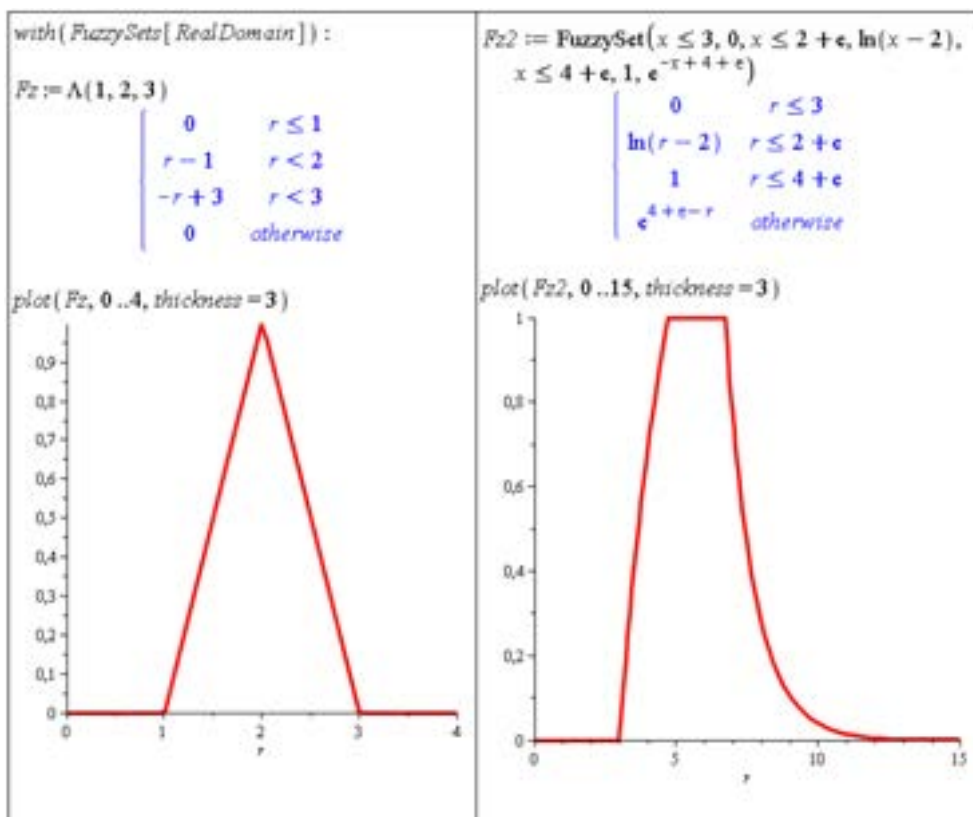 with(FuzzySets[RealDomain]):
Fz := Λ(1, 2, 3)
0 r ≤ 1
r − 1 r < 2
−r + 3 r < 3
0 otherwise
plot(Fz, 0 ..4, thickness = 3)
0,9
0,8
0,7
0,6
0,5
0,4
0,3
0,2
0,1
0
0 1 2 3 4
r
Fz2 := FuzzySet(x ≤ 3, 0, x ≤ 2 + e, ln(x − 2),
x ≤ 4 + e, 1, e^(−x + 4 + e))
0 r ≤ 3
ln(r − 2) r ≤ 2 + e
1 r ≤ 4 + e
e^(4 + e − r) otherwise
plot(Fz2, 0 ..15, thickness = 3)
1
0,8
0,6
0,4
0,2
0
0 5 10 15
r